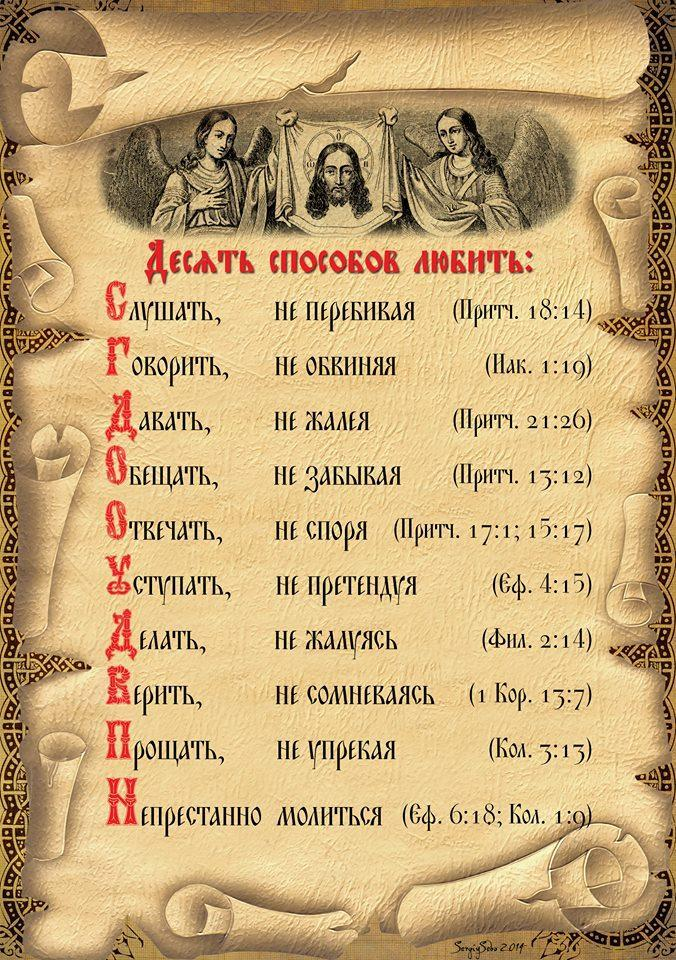 Десять способов любить:
Слушать, не перебивая (Притч. 18:14)
Говорить, не обвиняя (Иак. 1:19)
Давать, не жалея (Притч. 21:26)
Обещать, не забывая (Притч. 13:12)
Отвечать, не споря (Притч. 17:1; 15:17)
Уступать, не претендуя (Еф. 4:15)
Делать, не жалуясь (Фил. 2:14)
Верить, не сомневаясь (1 Кор. 13:7)
Прощать, не упрекая (Кол. 3:13)
Непрестанно молиться (Еф. 6:18; Кол. 1:9)
2014